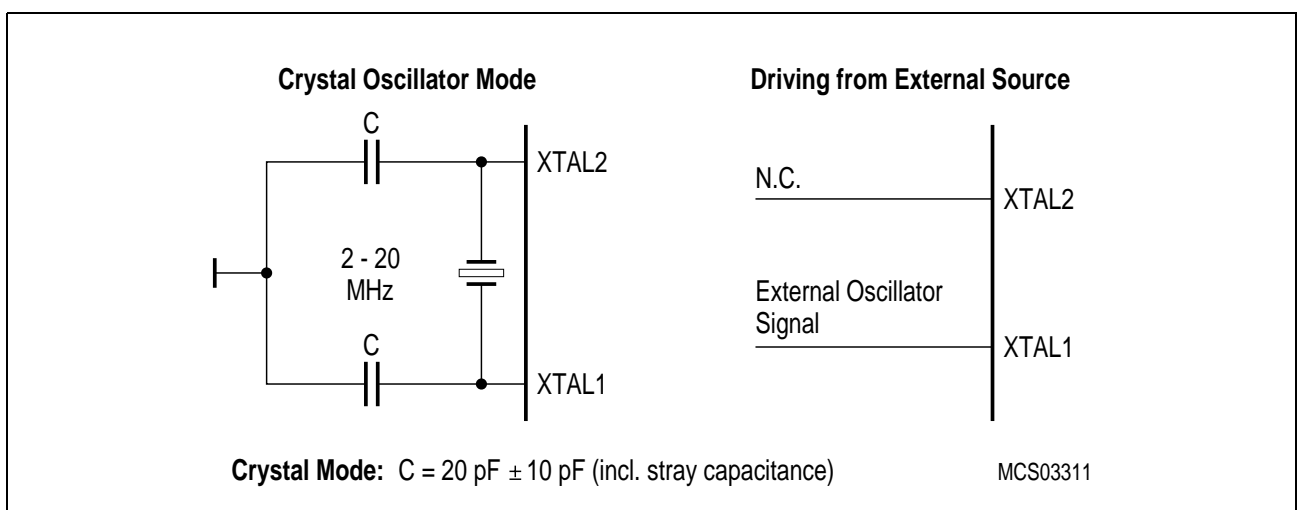 Crystal Oscillator Mode
C
XTAL2
2 - 20
MHz
C
XTAL1
Driving from External Source
N.C.
XTAL2
External Oscillator
Signal
XTAL1
Crystal Mode: C = 20 pF ± 10 pF (incl. stray capacitance)
MCS03311